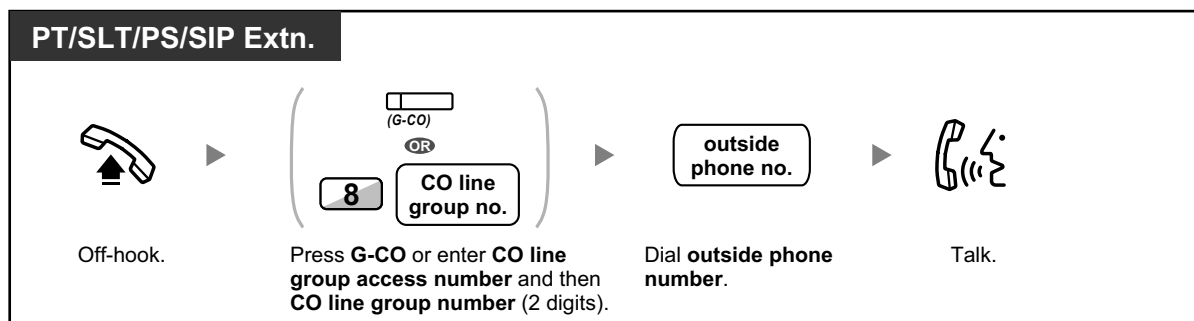 PT/SLT/PS/SIP Extn.
(G-CO)
OR
8
CO line
group no.
outside
phone no.
Off-hook.
Press G-CO or enter CO line
group access number and then
CO line group number (2 digits).
Dial outside phone
number.
Talk.